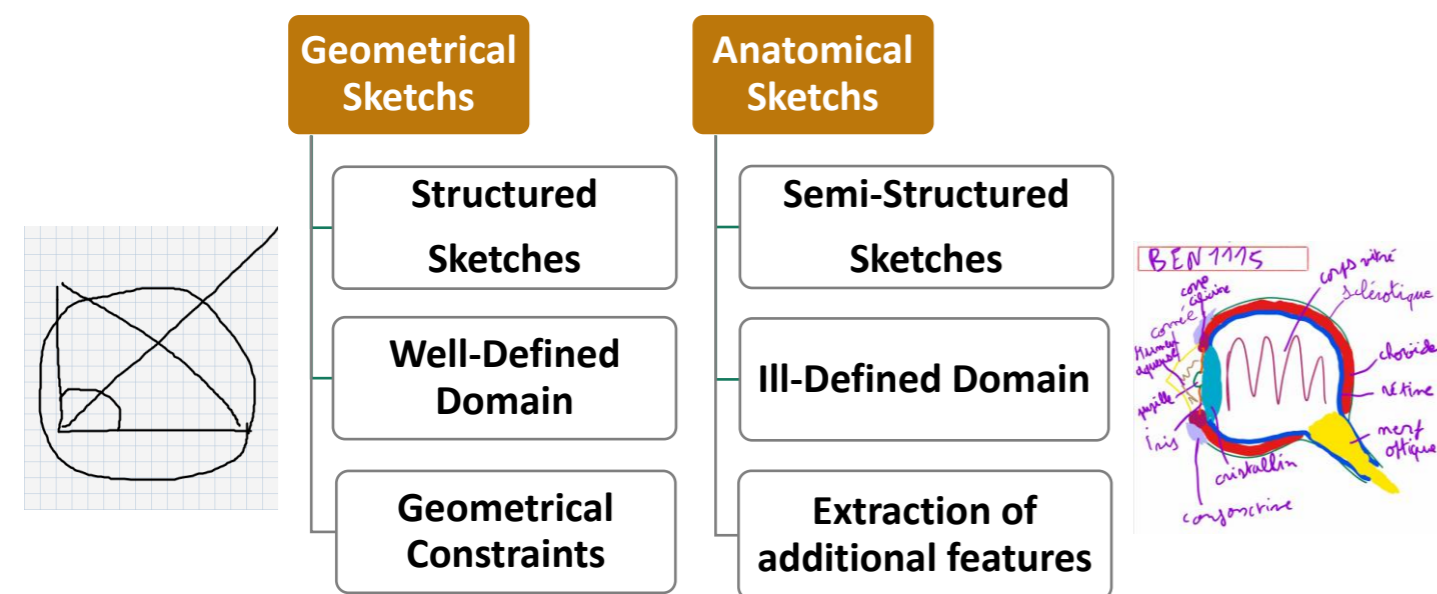 Geometrical
Sketchs
Structured
Sketches
Well-Defined
Domain
Geometrical
Constraints
Anatomical
Sketchs
Semi-Structured
Sketches
Ill-Defined Domain
Extraction of
additional features
BEN1115
corps vitré
sclérotique
choroïde
rétine
nerf
optique
cristallin
conjonctive
iris
pupille